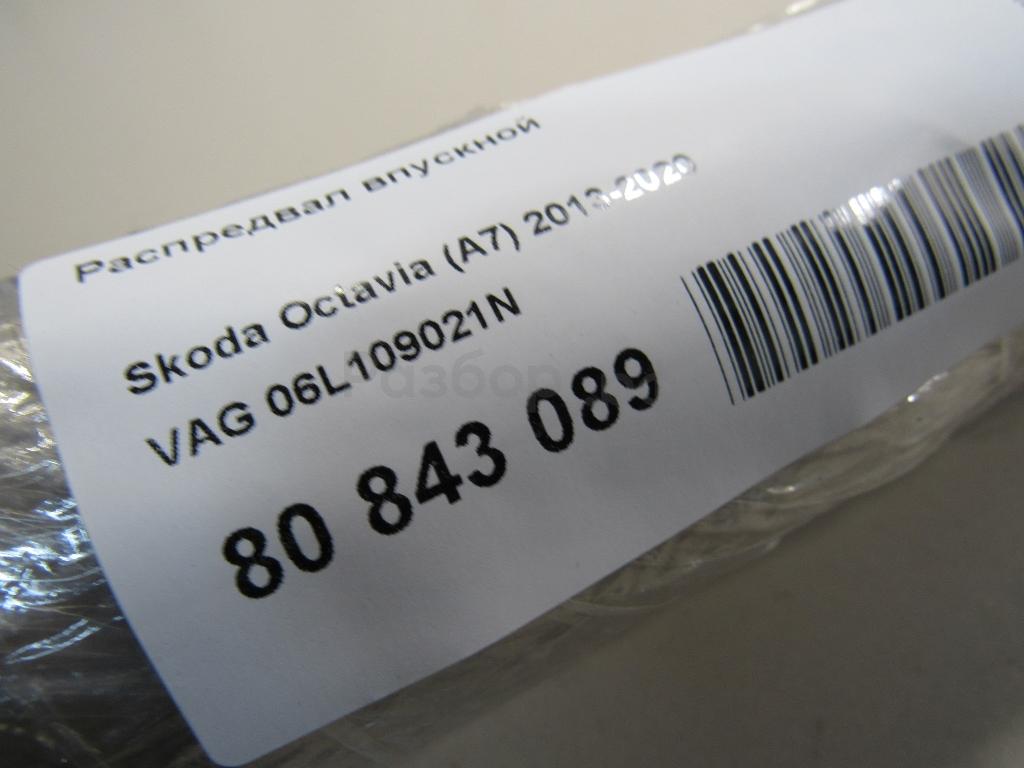 Распредвал впускной
Skoda Octavia (A7) 2013-2020
VAG 06L109021N
80 843 089